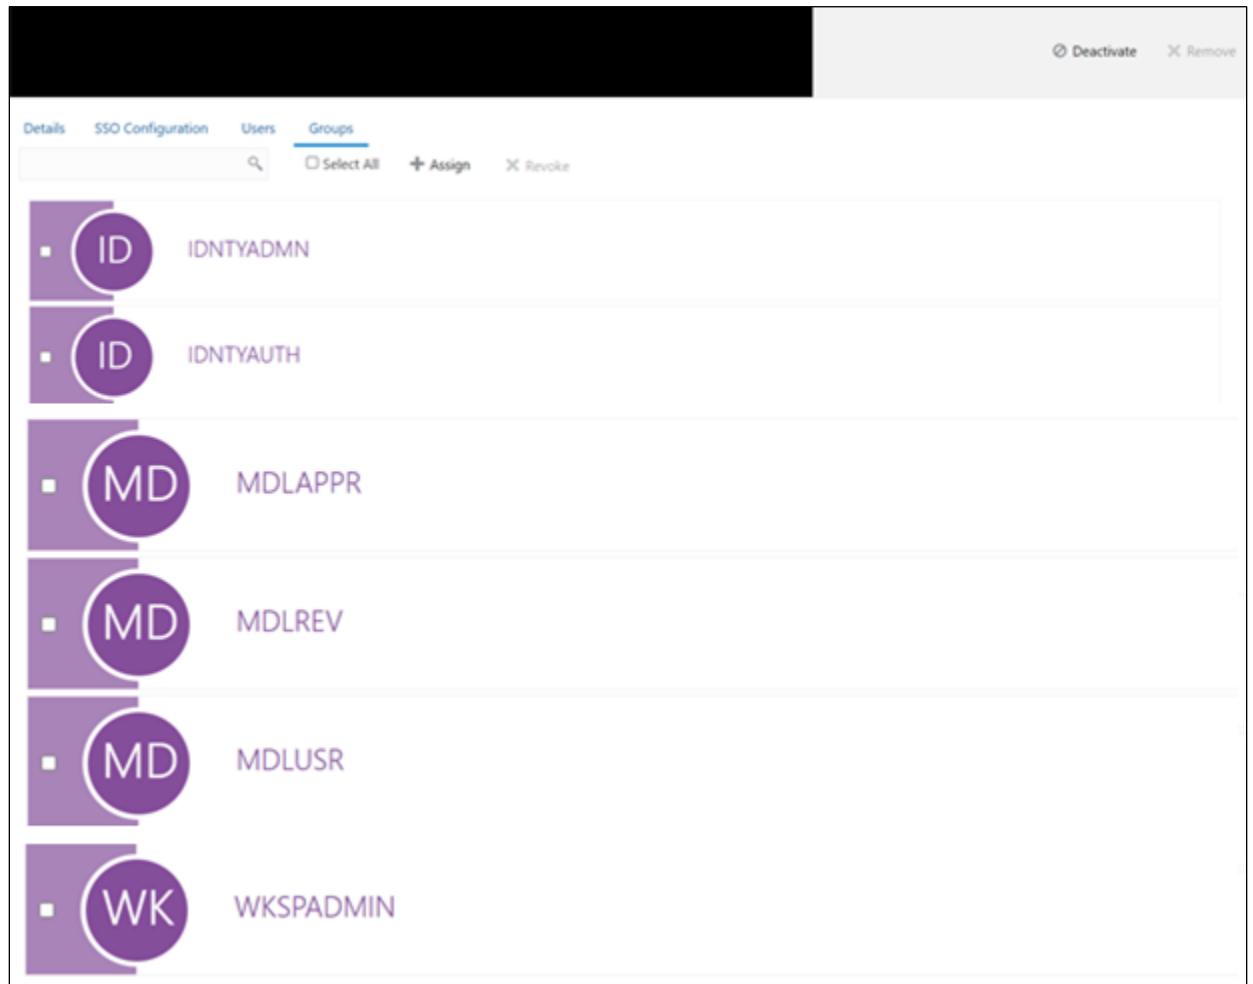 Deactivate Remove
Details SSO Configuration Users Groups
Select All Assign Revoke
ID IDNTYADMN
ID IDNTYAUTH
MD MDLAPPR
MD MDLREV
MD MDLUSR
WK WKSPADMIN